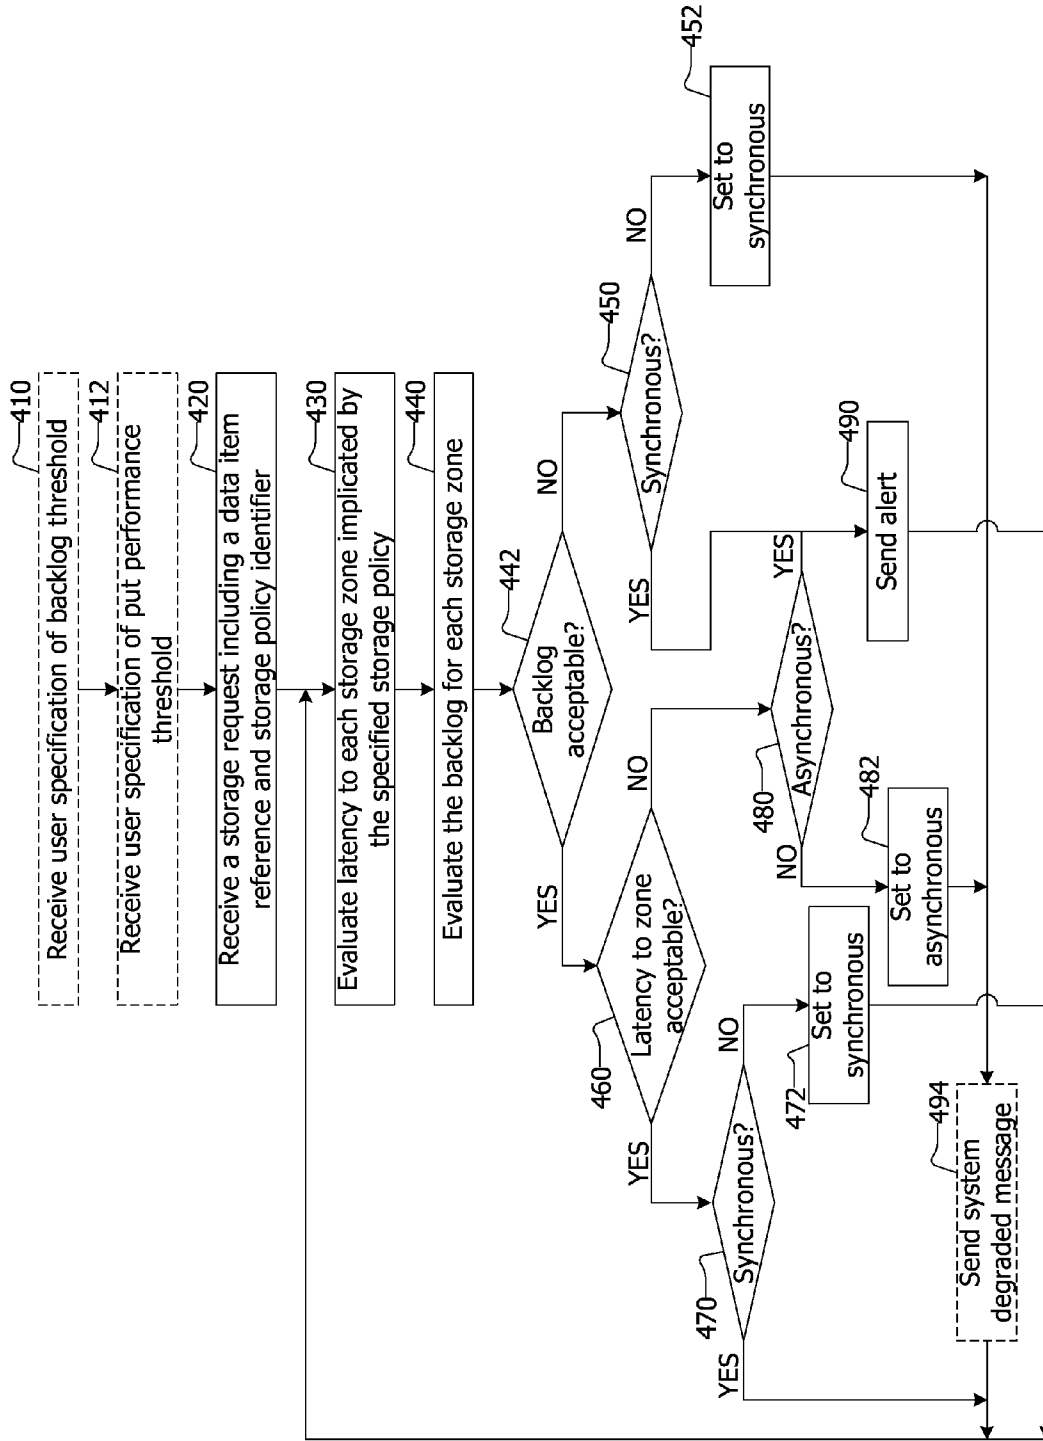 410
Receive user specification of backlog threshold
412
Receive user specification of put performance
threshold
420
Receive a storage request including a data item
reference and storage policy identifier
430
Evaluate latency to each storage zone implicated by
the specified storage policy
440
Evaluate the backlog for each storage zone
442
Backlog
acceptable?
YES
NO
460
Latency to zone
acceptable?
YES
NO
450
Synchronous?
YES
NO
452
Set to
synchronous
470
Synchronous?
YES
NO
472
Set to
synchronous
480
Asynchronous?
NO
YES
482
Set to
asynchronous
490
Send alert
494
Send system
degraded message